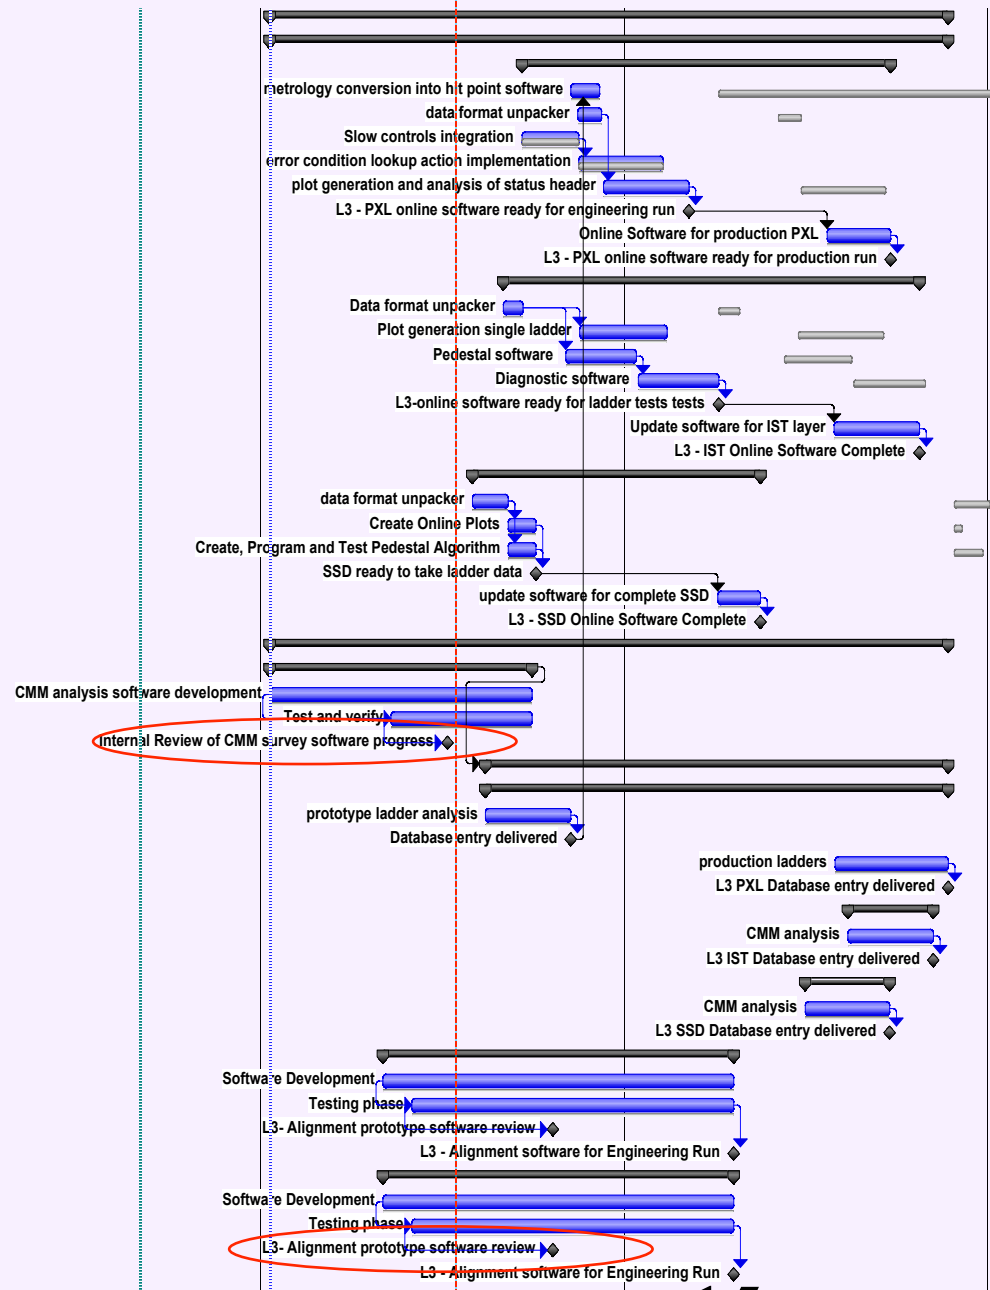 metrology conversion into hit point software
data format unpacker
Slow controls integration
error condition lookup action implementation
plot generation and analysis of status header
L3 - PXL online software ready for engineering run
Online Software for production PXL
L3 - PXL online software ready for production run
Data format unpacker
Plot generation single ladder
Pedestal software
Diagnostic software
L3-online software ready for ladder tests tests
Update software for IST layer
L3 - IST Online Software Complete
data format unpacker
Create Online Plots
Create, Program and Test Pedestal Algorithm
SSD ready to take ladder data
update software for complete SSD
L3 - SSD Online Software Complete
CMM analysis software development
Test and verify
Internal Review of CMM survey software progress
prototype ladder analysis
Database entry delivered
production ladders
L3 PXL Database entry delivered
CMM analysis
L3 IST Database entry delivered
CMM analysis
L3 SSD Database entry delivered
Software Development
Testing phase
L3- Alignment prototype software review
L3 - Alignment software for Engineering Run
Software Development
Testing phase
L3- Alignment prototype software review
L3 - Alignment software for Engineering Run